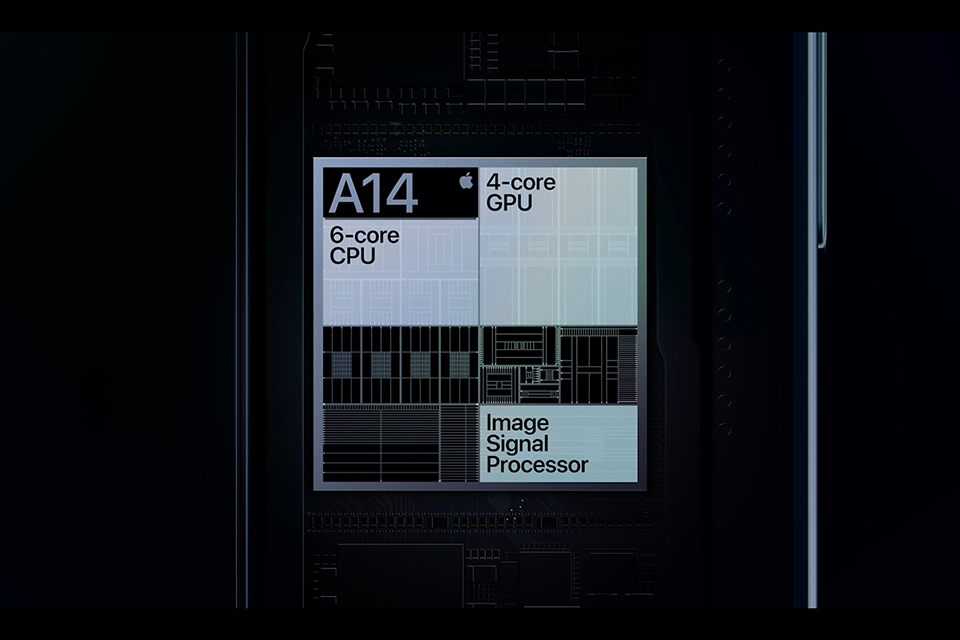 A14
6-core
CPU
4-core
GPU
Image
Signal
Processor